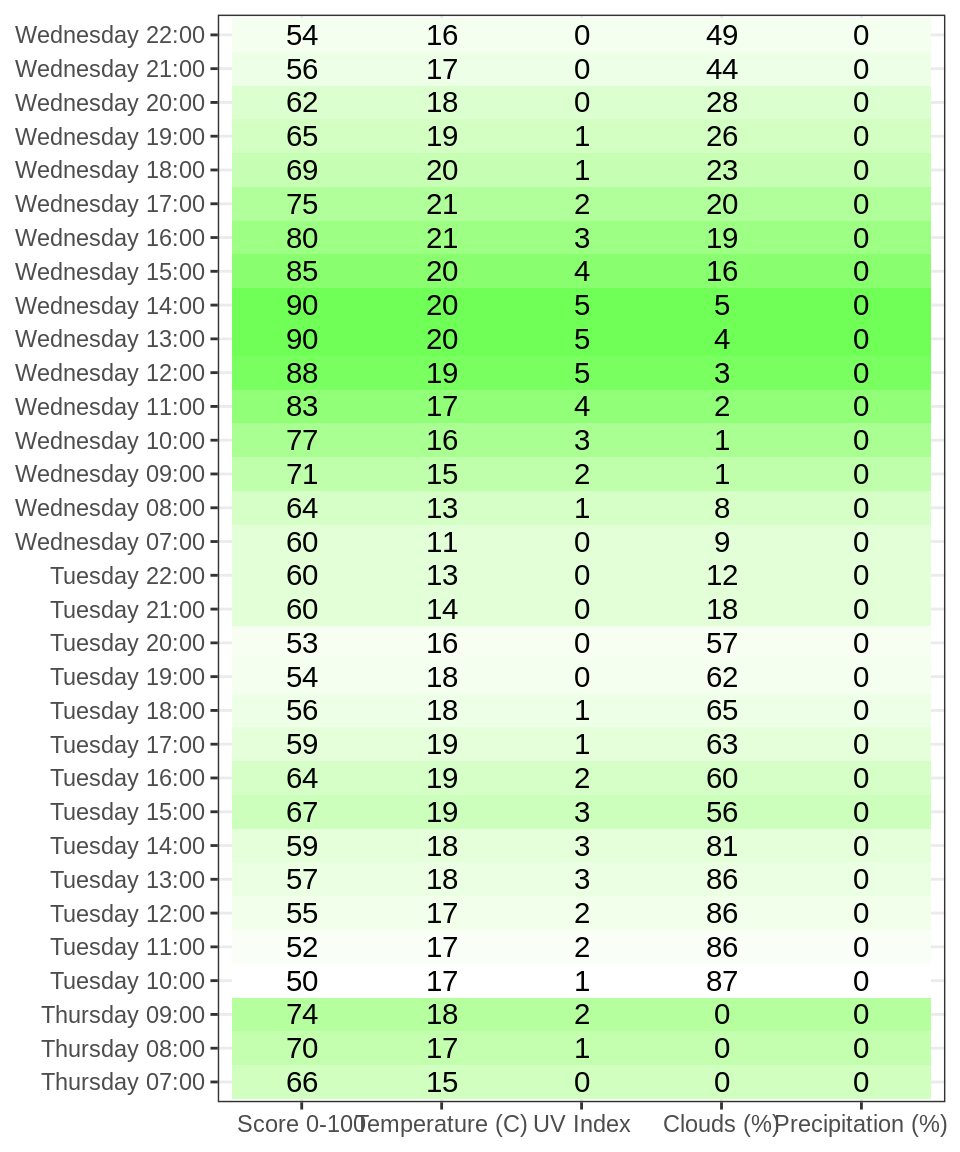 Wednesday 22:00 54 16 0 49 0
Wednesday 21:00 56 17 0 44 0
Wednesday 20:00 62 18 0 28 0
Wednesday 19:00 65 19 1 26 0
Wednesday 18:00 69 20 1 23 0
Wednesday 17:00 75 21 2 20 0
Wednesday 16:00 80 21 3 19 0
Wednesday 15:00 85 20 4 16 0
Wednesday 14:00 90 20 5 5 0
Wednesday 13:00 90 20 5 4 0
Wednesday 12:00 88 19 5 3 0
Wednesday 11:00 83 17 4 2 0
Wednesday 10:00 77 16 3 1 0
Wednesday 09:00 71 15 2 1 0
Wednesday 08:00 64 13 1 8 0
Wednesday 07:00 60 11 0 9 0
Tuesday 22:00 60 13 0 12 0
Tuesday 21:00 60 14 0 18 0
Tuesday 20:00 53 16 0 57 0
Tuesday 19:00 54 18 0 62 0
Tuesday 18:00 56 18 1 65 0
Tuesday 17:00 59 19 1 63 0
Tuesday 16:00 64 19 2 60 0
Tuesday 15:00 67 19 3 56 0
Tuesday 14:00 59 18 3 81 0
Tuesday 13:00 57 18 3 86 0
Tuesday 12:00 55 17 2 86 0
Tuesday 11:00 52 17 2 86 0
Tuesday 10:00 50 17 1 87 0
Thursday 09:00 74 18 2 0 0
Thursday 08:00 70 17 1 0 0
Thursday 07:00 66 15 0 0 0
Score 0-100 Temperature (C) UV Index Clouds (%) Precipitation (%)